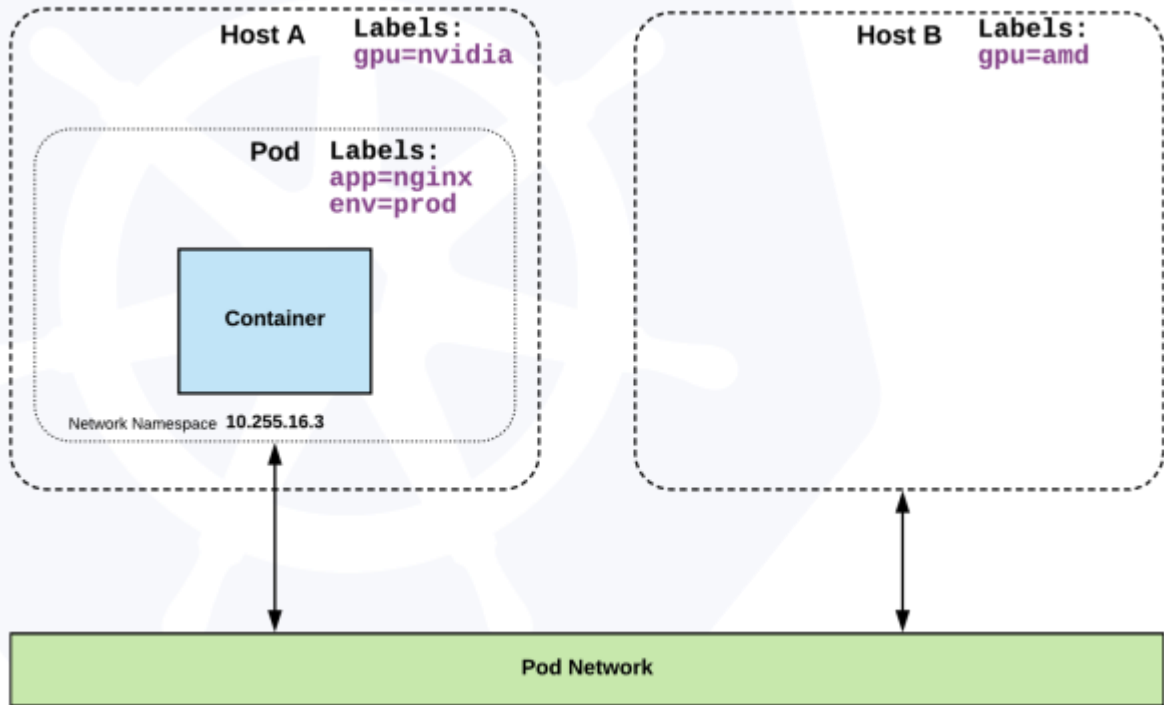 Host A
Labels:
gpu=nvidia
Pod
Labels:
app=nginx
env=prod
Container
Network Namespace 10.255.16.3
Host B
Labels:
gpu=amd
Pod Network